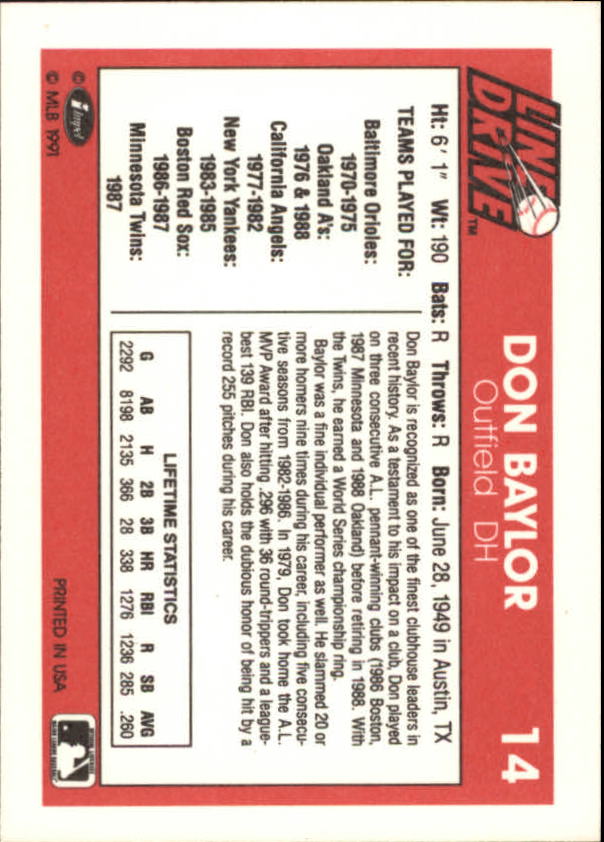 LINE DRIVE™
DON BAYLOR
Outfield DH
14
Ht: 6' 1" Wt: 190 Bats: R Throws: R Born: June 28, 1949 in Austin, TX
TEAMS PLAYED FOR:
Baltimore Orioles:
1970-1975
Oakland A's:
1976 & 1988
California Angels:
1977-1982
New York Yankees:
1983-1985
Boston Red Sox:
1986-1987
Minnesota Twins:
1987
Don Baylor is recognized as one of the finest clubhouse leaders in
recent history. As a testament to his impact on a club, Don played
on three consecutive A.L. pennant-winning clubs (1986 Boston,
1987 Minnesota and 1988 Oakland) before retiring in 1988. With
the Twins, he earned a World Series championship ring.
Baylor was a fine individual performer as well. He slammed 20 or
more homers nine times during his career, including five consecu-
tive seasons from 1982-1986. In 1979, Don took home the A.L.
MVP Award after hitting .296 with 36 round-trippers and a league-
best 139 RBI. Don also holds the dubious honor of being hit by a
record 255 pitches during his career.
LIFETIME STATISTICS
G AB H 2B 3B HR RBI R SB AVG
2292 8198 2135 366 28 338 1276 1236 285 .260
© Impel
© MLB 1991
PRINTED IN USA